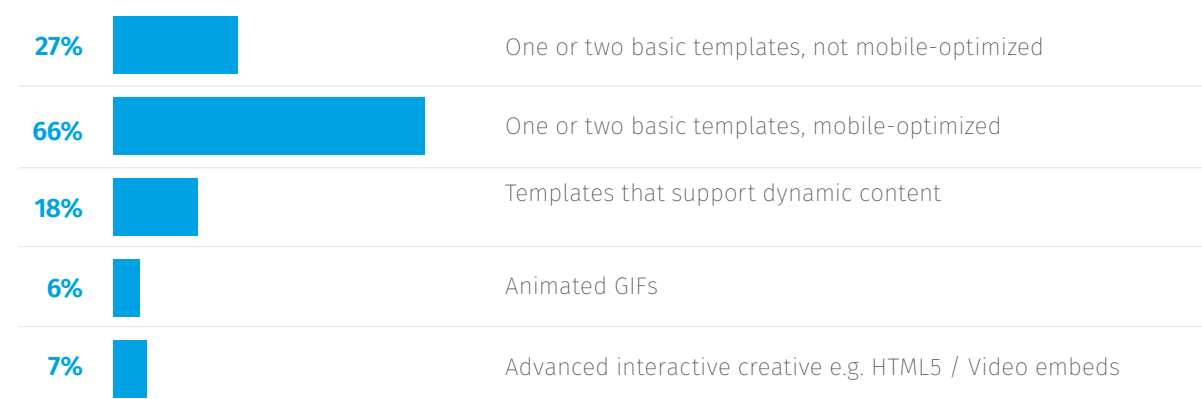 27% One or two basic templates, not mobile-optimized
66% One or two basic templates, mobile-optimized
18% Templates that support dynamic content
6% Animated GIFs
7% Advanced interactive creative e.g. HTML5 / Video embeds